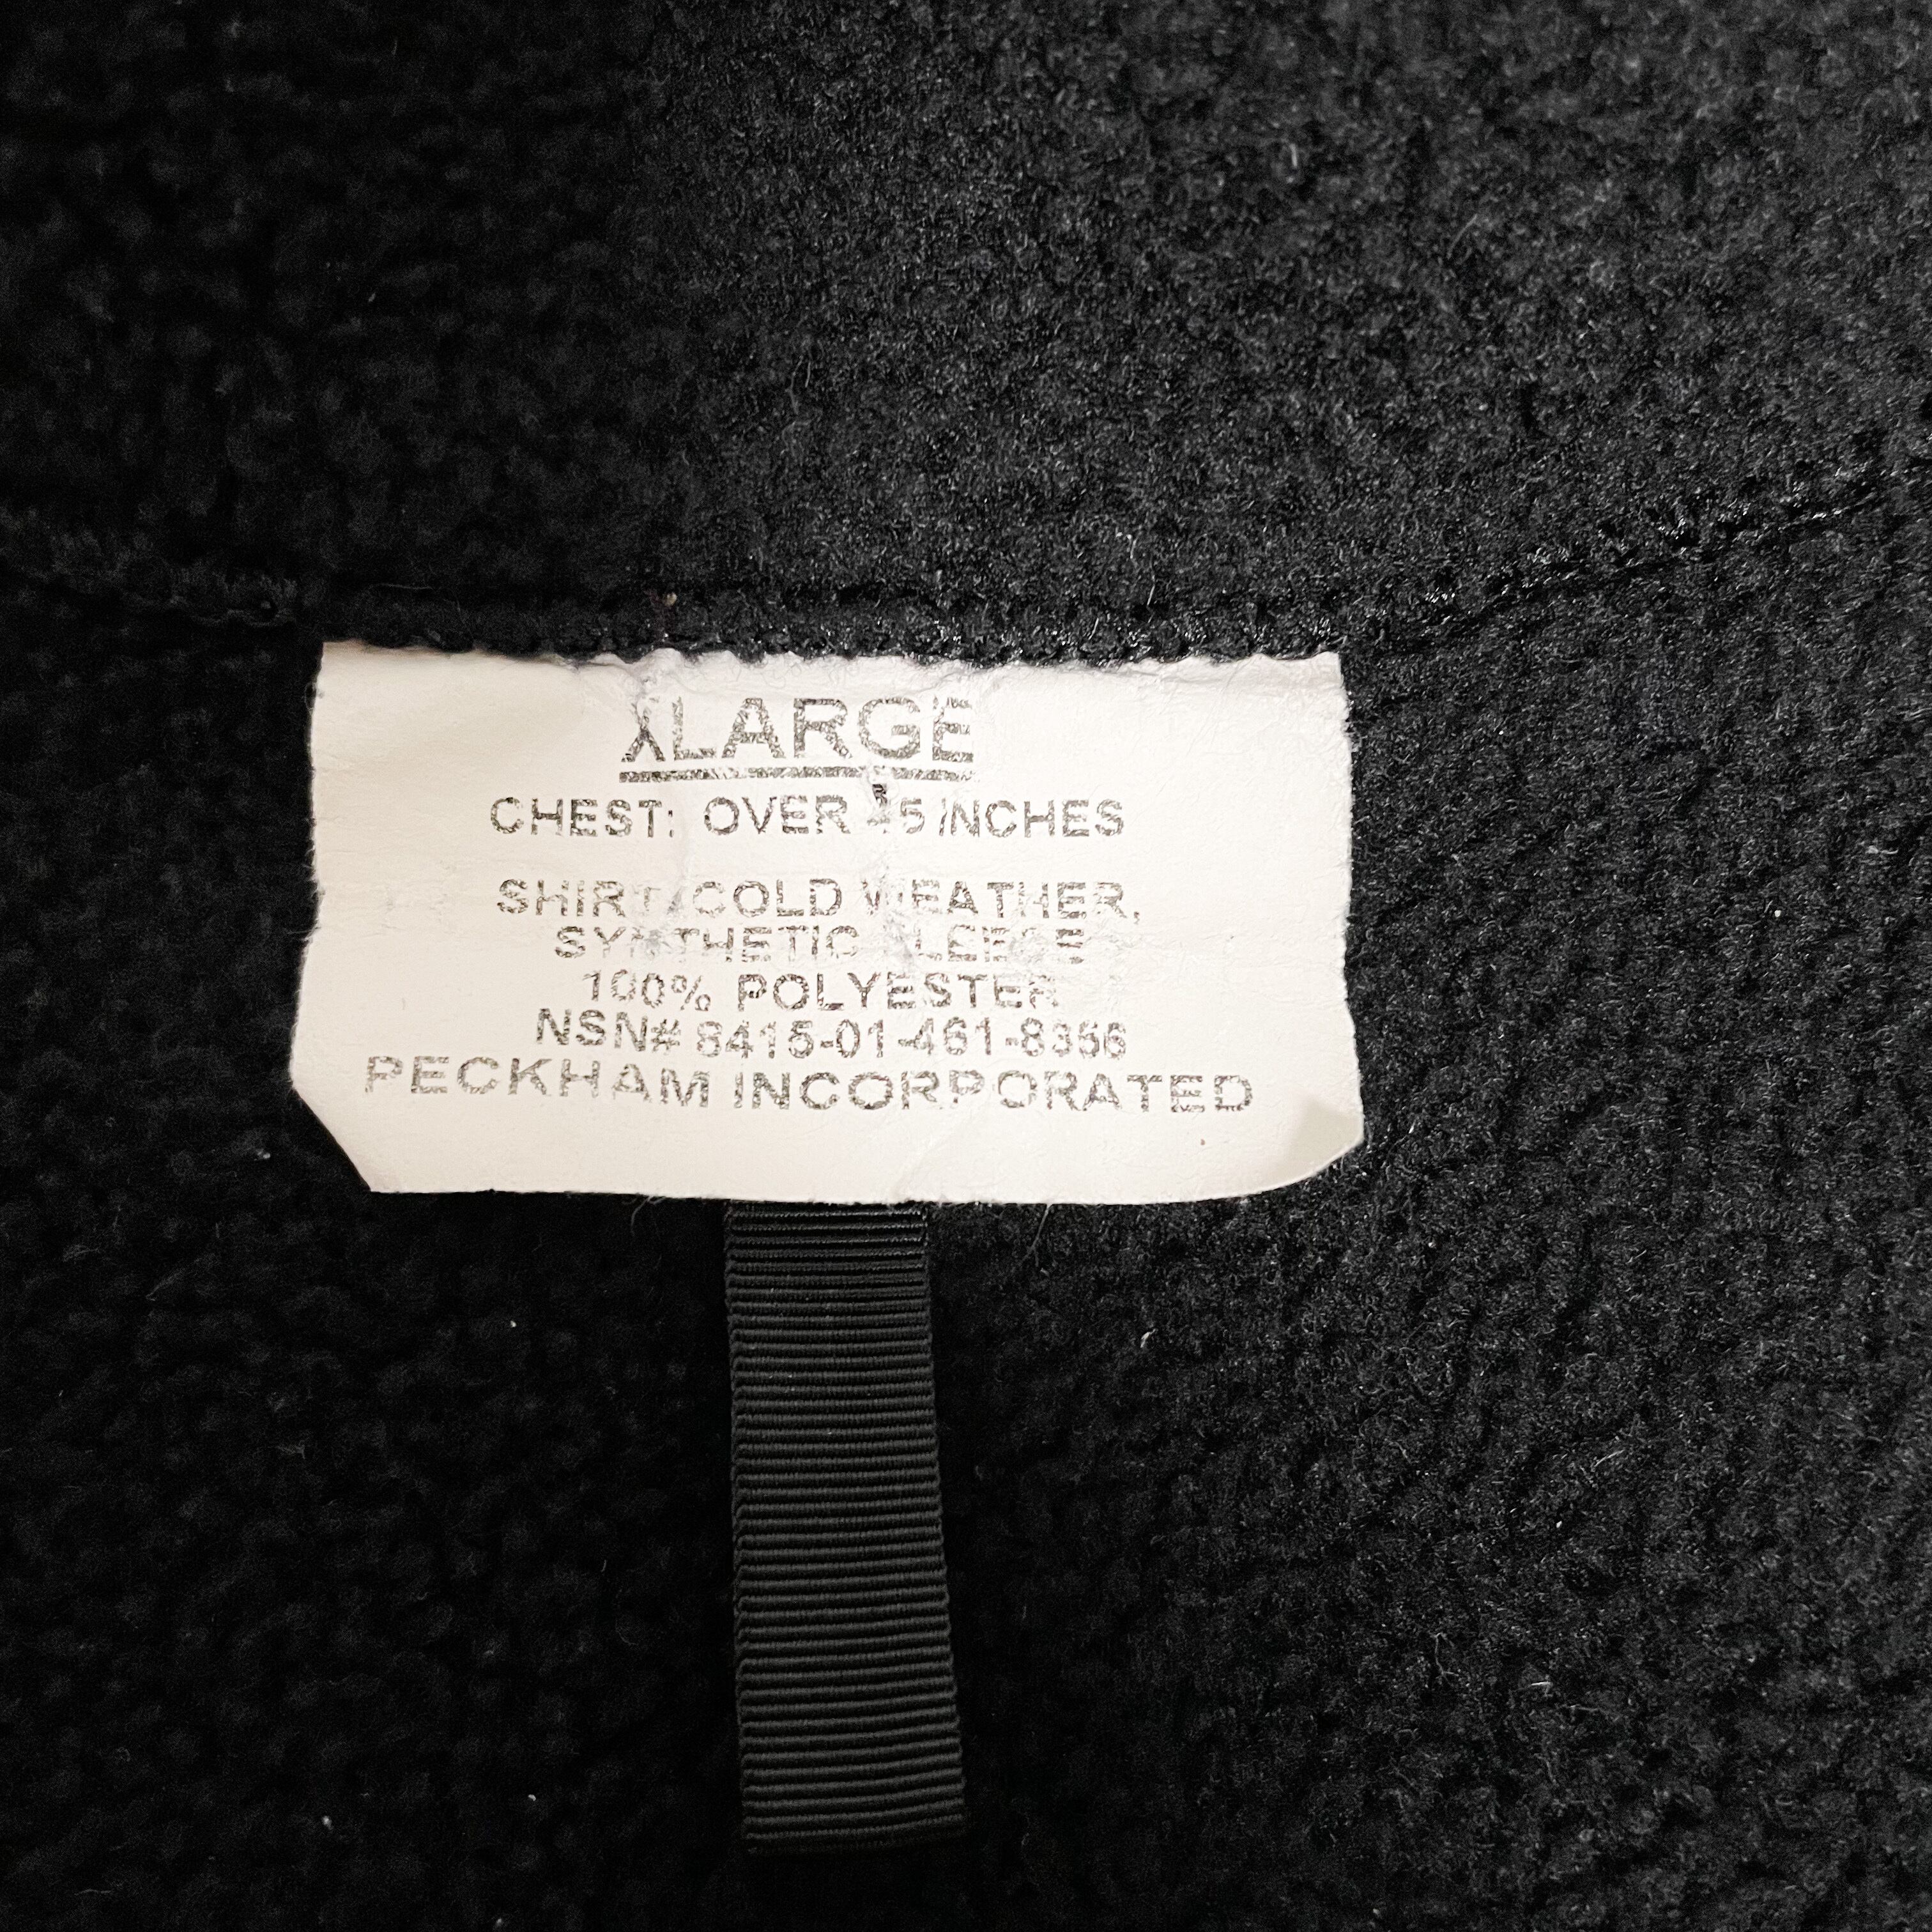 XLARGE
CHEST: OVER 45 INCHES
SHIRT, COLD WEATHER,
SYNTHETIC FLEECE
100% POLYESTER
NSN# 8415-01-461-8356
PECKHAM INCORPORATED